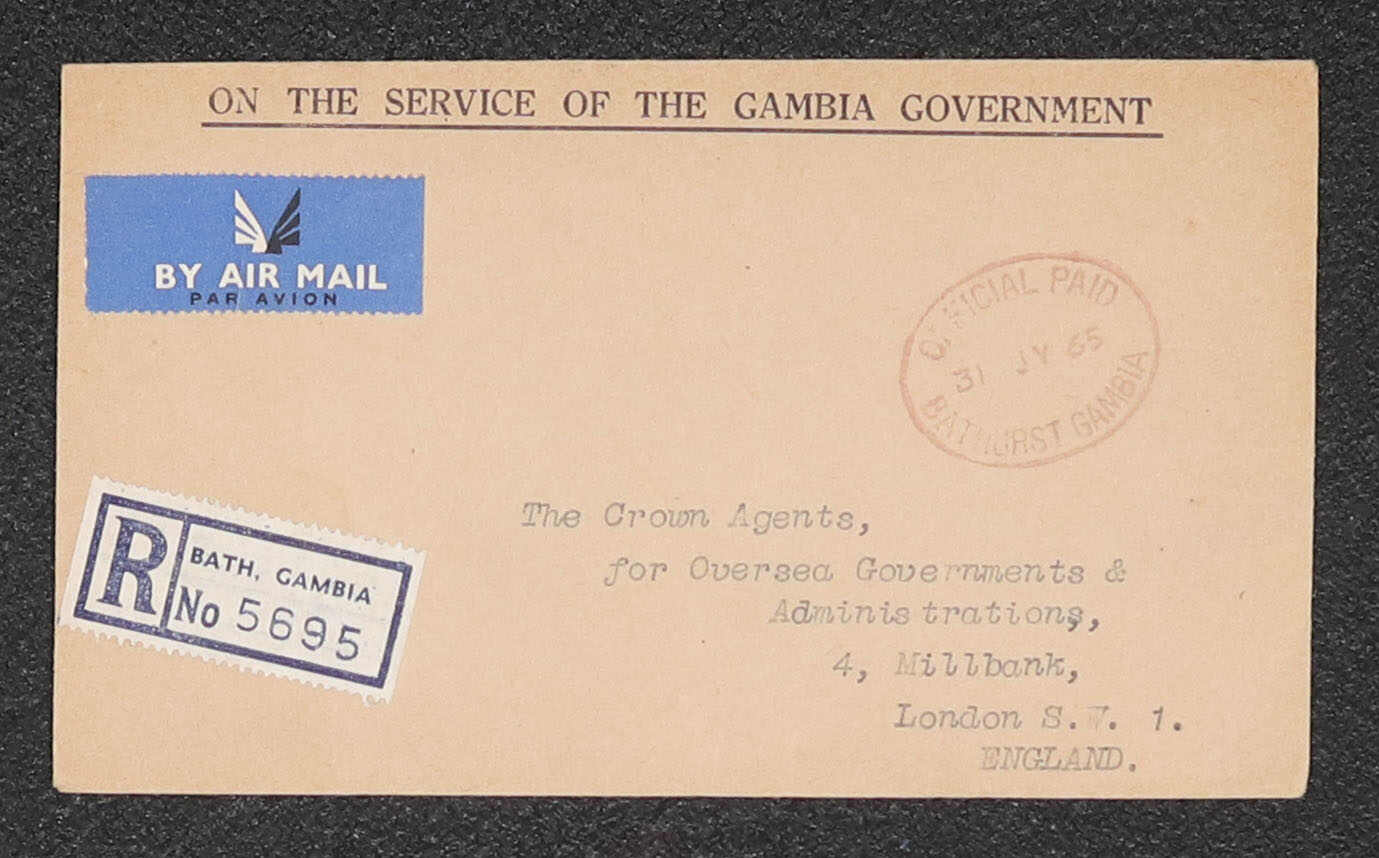 ON THE SERVICE OF THE GAMBIA GOVERNMENT
BY AIR MAIL
PAR AVION
OFFICIAL PAID
31 JY 65
BATHURST GAMBIA
R
BATH, GAMBIA
No 5695
The Crown Agents,
for Oversea Governments &
Administrations,
4, Millbank,
London S.W. 1.
ENGLAND.